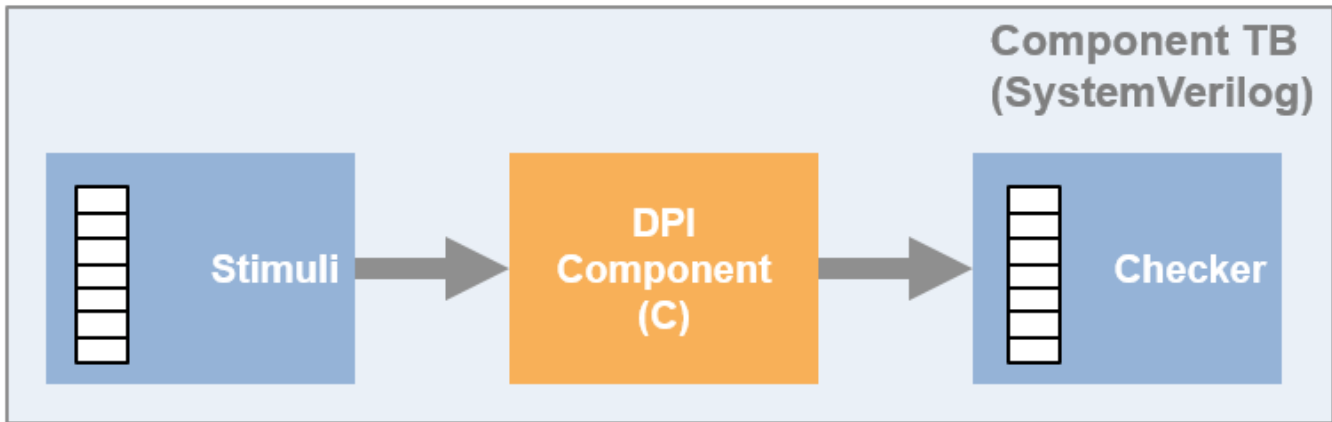 Component TB
(SystemVerilog)
Stimuli
DPI
Component
(C)
Checker